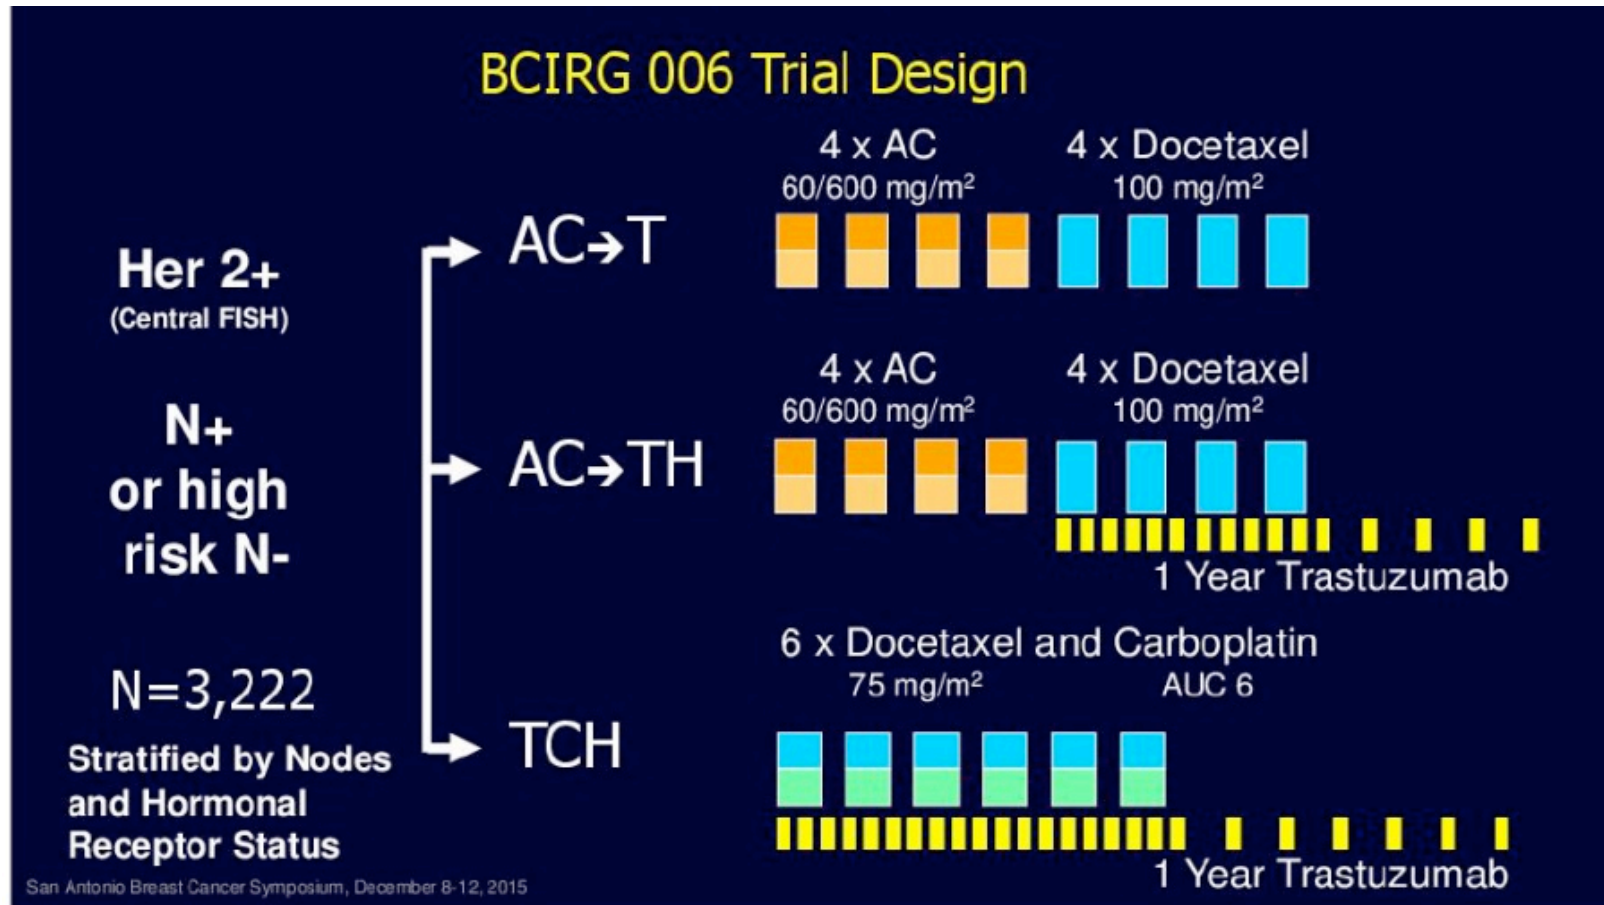 BCIRG 006 Trial Design
Her 2+
(Central FISH)
N+
or high
risk N-
N=3,222
Stratified by Nodes
and Hormonal
Receptor Status
AC→T
4 x AC
60/600 mg/m²
4 x Docetaxel
100 mg/m²
AC→TH
4 x AC
60/600 mg/m²
4 x Docetaxel
100 mg/m²
1 Year Trastuzumab
TCH
6 x Docetaxel and Carboplatin
75 mg/m² AUC 6
1 Year Trastuzumab
San Antonio Breast Cancer Symposium, December 8-12, 2015